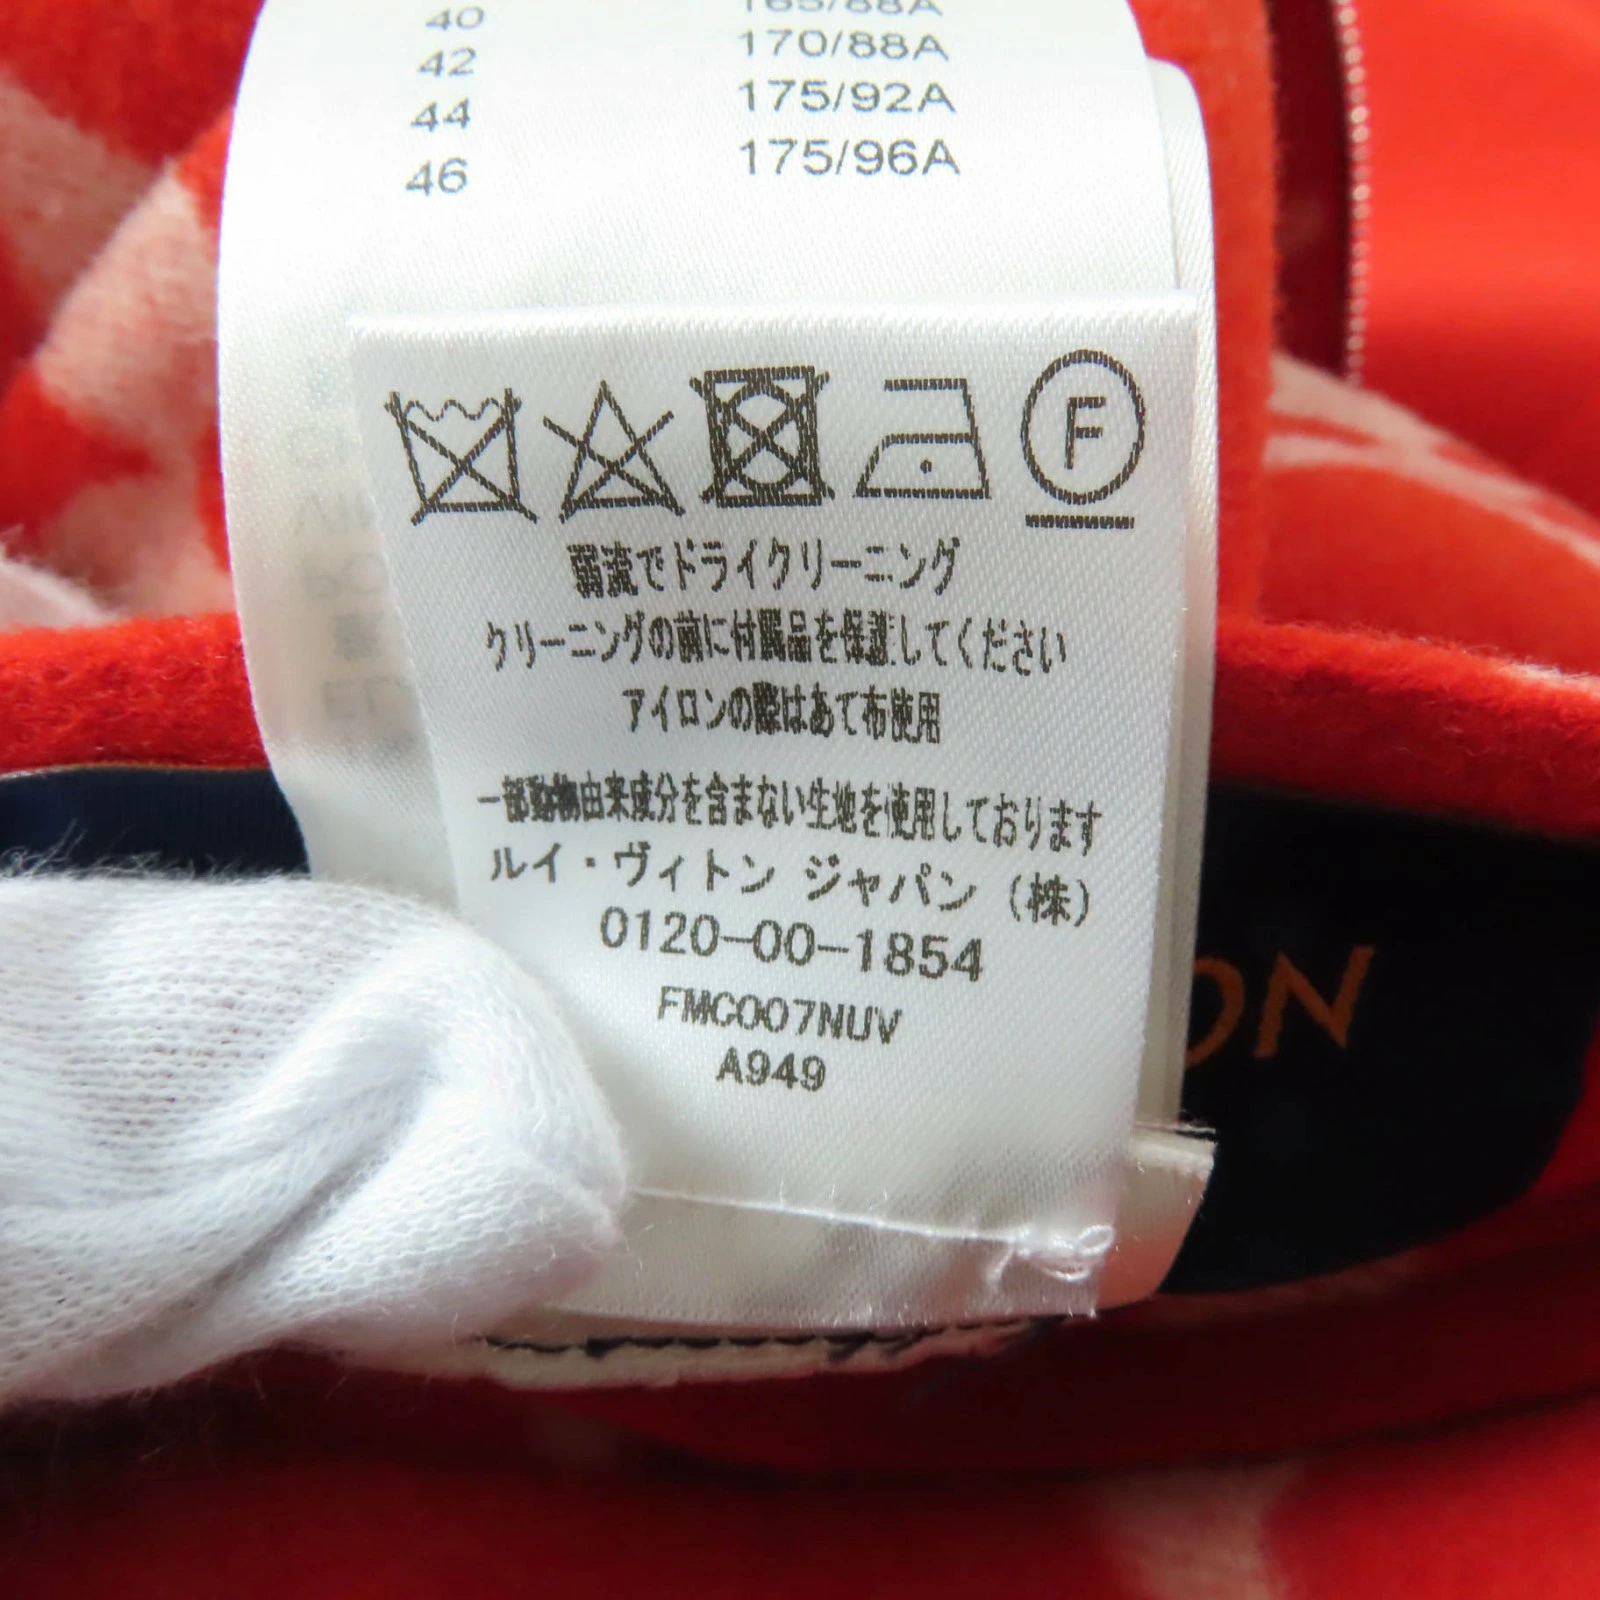 40 165/88A
42 170/88A
44 175/92A
46 175/96A
F
弱流でドライクリーニング
クリーニングの前に付属品を保護してください
アイロンの際はあて布使用
一部動物由来成分を含まない生地を使用しております
ルイ・ヴィトン ジャパン (株)
0120-00-1854
FMC007NUV
A949
ON